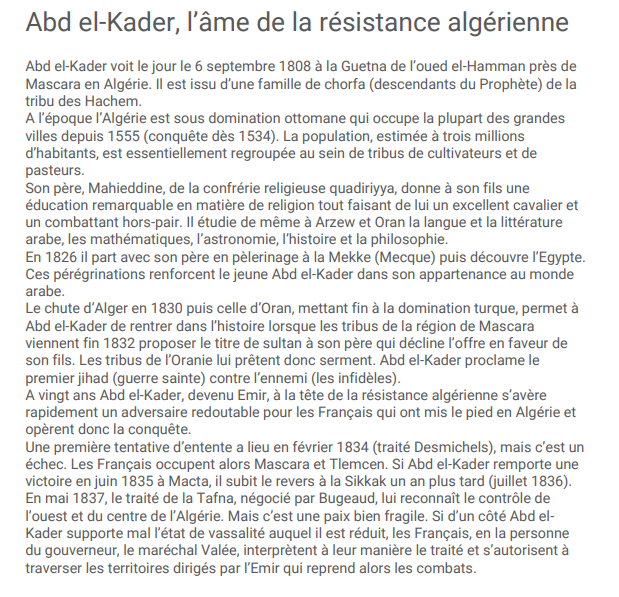 Abd el-Kader, l’âme de la résistance algérienne
Abd el-Kader voit le jour le 6 septembre 1808 à la Guetna de l’oued el-Hamman près de
Mascara en Algérie. Il est issu d’une famille de chorfa (descendants du Prophète) de la
tribu des Hachem.
A l’époque l’Algérie est sous domination ottomane qui occupe la plupart des grandes
villes depuis 1555 (conquête dès 1534). La population, estimée à trois millions
d’habitants, est essentiellement regroupée au sein de tribus de cultivateurs et de
pasteurs.
Son père, Mahieddine, de la confrérie religieuse quadiriyya, donne à son fils une
éducation remarquable en matière de religion tout faisant de lui un excellent cavalier et
un combattant hors-pair. Il étudie de même à Arzew et Oran la langue et la littérature
arabe, les mathématiques, l’astronomie, l’histoire et la philosophie.
En 1826 il part avec son père en pèlerinage à la Mekke (Mecque) puis découvre l’Egypte.
Ces pérégrinations renforcent le jeune Abd el-Kader dans son appartenance au monde
arabe.
Le chute d’Alger en 1830 puis celle d’Oran, mettant fin à la domination turque, permet à
Abd el-Kader de rentrer dans l’histoire lorsque les tribus de la région de Mascara
viennent fin 1832 proposer le titre de sultan à son père qui décline l’offre en faveur de
son fils. Les tribus de l’Oranie lui prêtent donc serment. Abd el-Kader proclame le
premier jihad (guerre sainte) contre l’ennemi (les infidèles).
A vingt ans Abd el-Kader, devenu Emir, à la tête de la résistance algérienne s’avère
rapidement un adversaire redoutable pour les Français qui ont mis le pied en Algérie et
opèrent donc la conquête.
Une première tentative d’entente a lieu en février 1834 (traité Desmichels), mais c’est un
échec. Les Français occupent alors Mascara et Tlemcen. Si Abd el-Kader remporte une
victoire en juin 1835 à Macta, il subit le revers à la Sikkak un an plus tard (juillet 1836).
En mai 1837, le traité de la Tafna, négocié par Bugeaud, lui reconnaît le contrôle de
l’ouest et du centre de l’Algérie. Mais c’est une paix bien fragile. Si d’un côté Abd el-
Kader supporte mal l’état de vassalité auquel il est réduit, les Français, en la personne
du gouverneur, le maréchal Valée, interprètent à leur manière le traité et s’autorisent à
traverser les territoires dirigés par l’Emir qui reprend alors les combats.